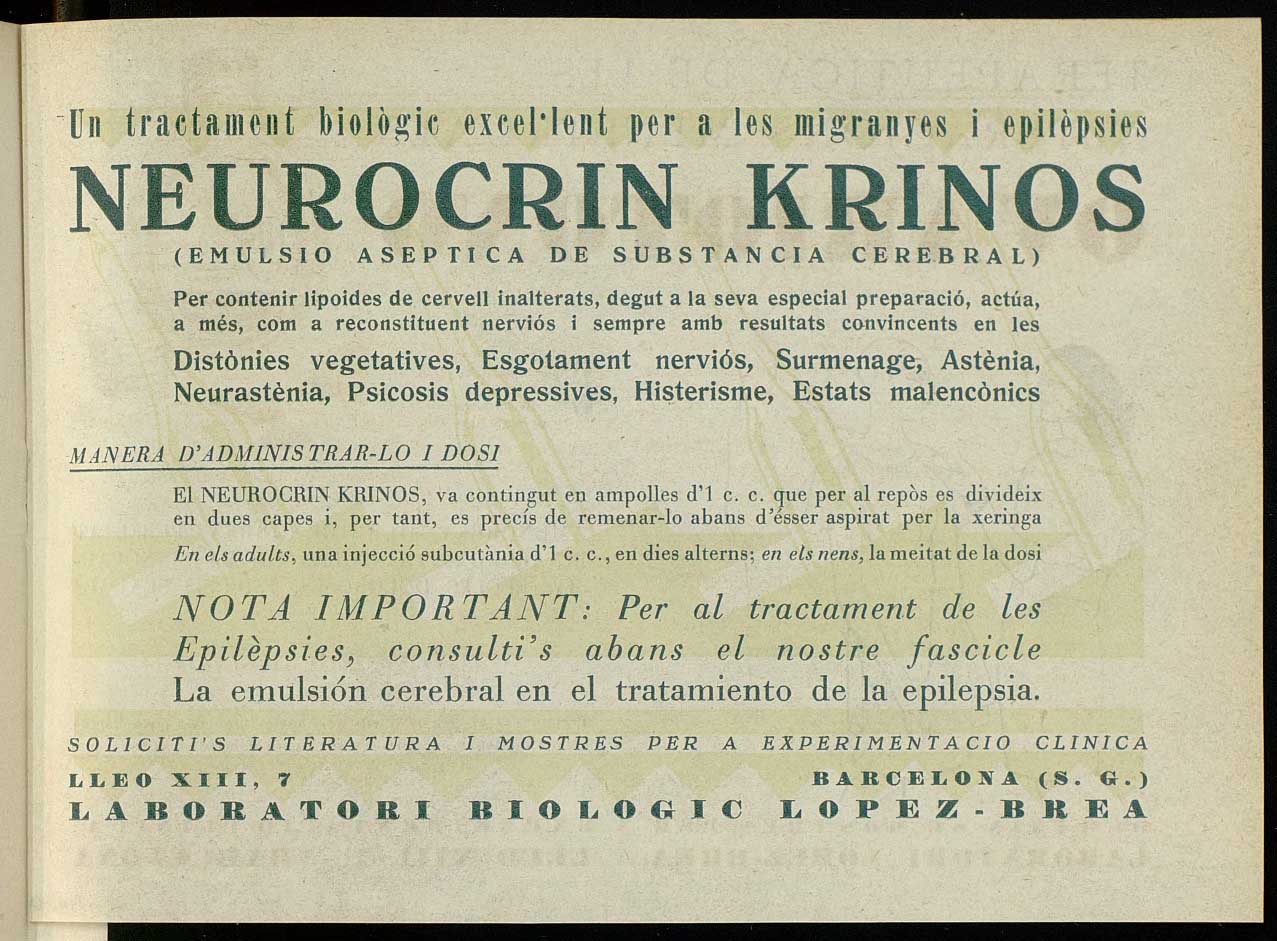 Un tractament biològic excel·lent per a les migranyes i epilèpsies
NEUROCRIN KRINOS
(EMULSIO ASEPTICA DE SUBSTANCIA CEREBRAL)
Per contenir lipoides de cervell inalterats, degut a la seva especial preparació, actúa,
a més, com a reconstituent nerviós i sempre amb resultats convincents en les
Distònies vegetatives, Esgotament nerviós, Surmenage, Astènia,
Neurastènia, Psicosis depressives, Histerisme, Estats malencònics
MANERA D'ADMINISTRAR-LO I DOSI
El NEUROCRIN KRINOS, va contingut en ampolles d'1 c. c. que per al repòs es divideix
en dues capes i, per tant, es precís de remenar-lo abans d'ésser aspirat per la xeringa
En els adults, una injecció subcutània d'1 c. c., en dies alterns; en els nens, la meitat de la dosi
NOTA IMPORTANT: Per al tractament de les
Epilèpsies, consulti's abans el nostre fascicle
La emulsión cerebral en el tratamiento de la epilepsia.
SOLICITI'S LITERATURA I MOSTRES PER A EXPERIMENTACIO CLINICA
LLEO XIII, 7 BARCELONA (S. G.)
LABORATORI BIOLOGIC LOPEZ-BREA